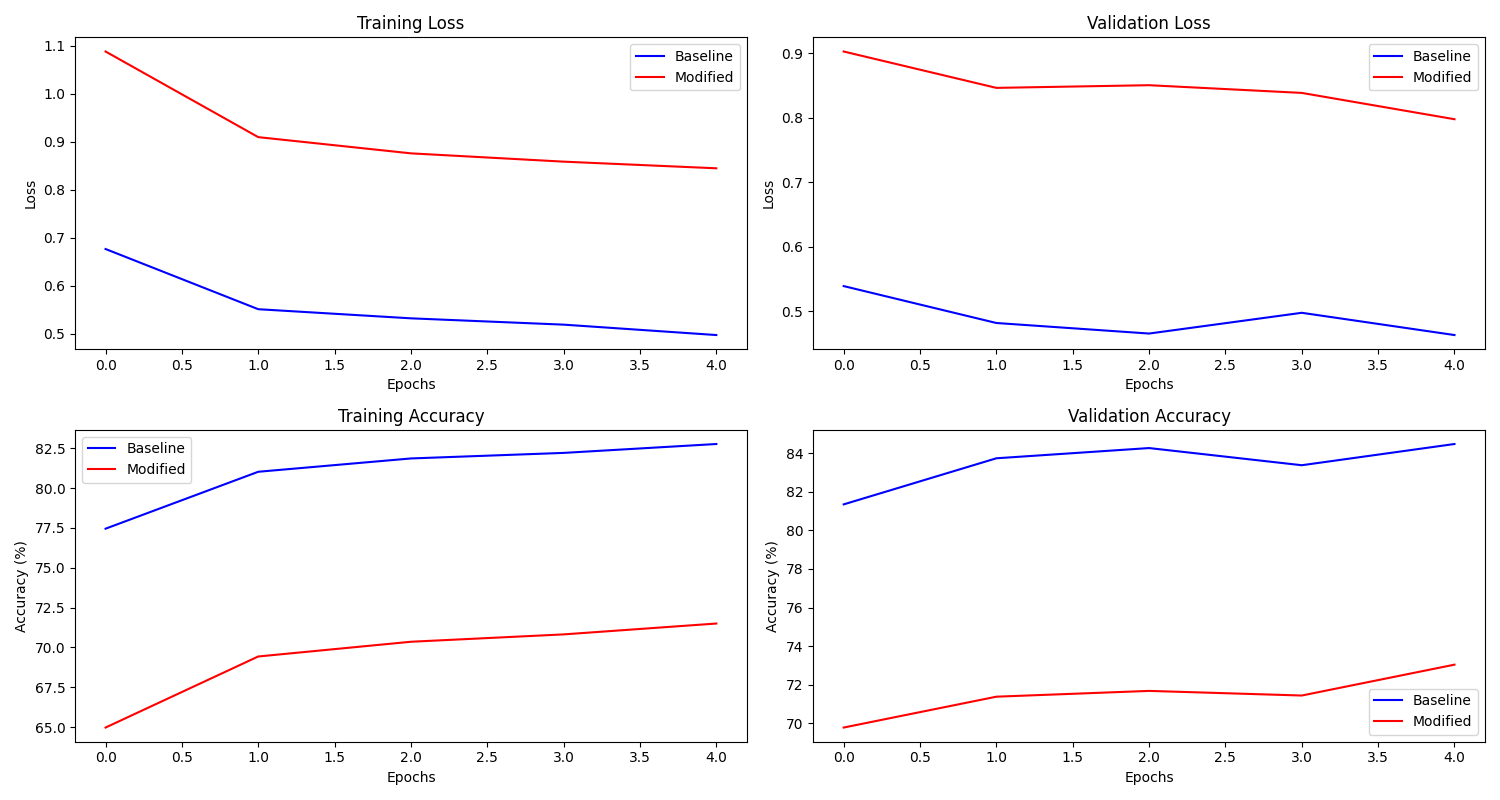 Training Loss
1.1
1.0
0.9
0.8
0.7
0.6
0.5
Loss
0.0 0.5 1.0 1.5 2.0 2.5 3.0 3.5 4.0
Epochs
Baseline
Modified
Validation Loss
0.9
0.8
0.7
0.6
0.5
Loss
0.0 0.5 1.0 1.5 2.0 2.5 3.0 3.5 4.0
Epochs
Baseline
Modified
Training Accuracy
82.5
80.0
77.5
75.0
72.5
70.0
67.5
65.0
Accuracy (%)
0.0 0.5 1.0 1.5 2.0 2.5 3.0 3.5 4.0
Epochs
Baseline
Modified
Validation Accuracy
84
82
80
78
76
74
72
70
Accuracy (%)
0.0 0.5 1.0 1.5 2.0 2.5 3.0 3.5 4.0
Epochs
Baseline
Modified